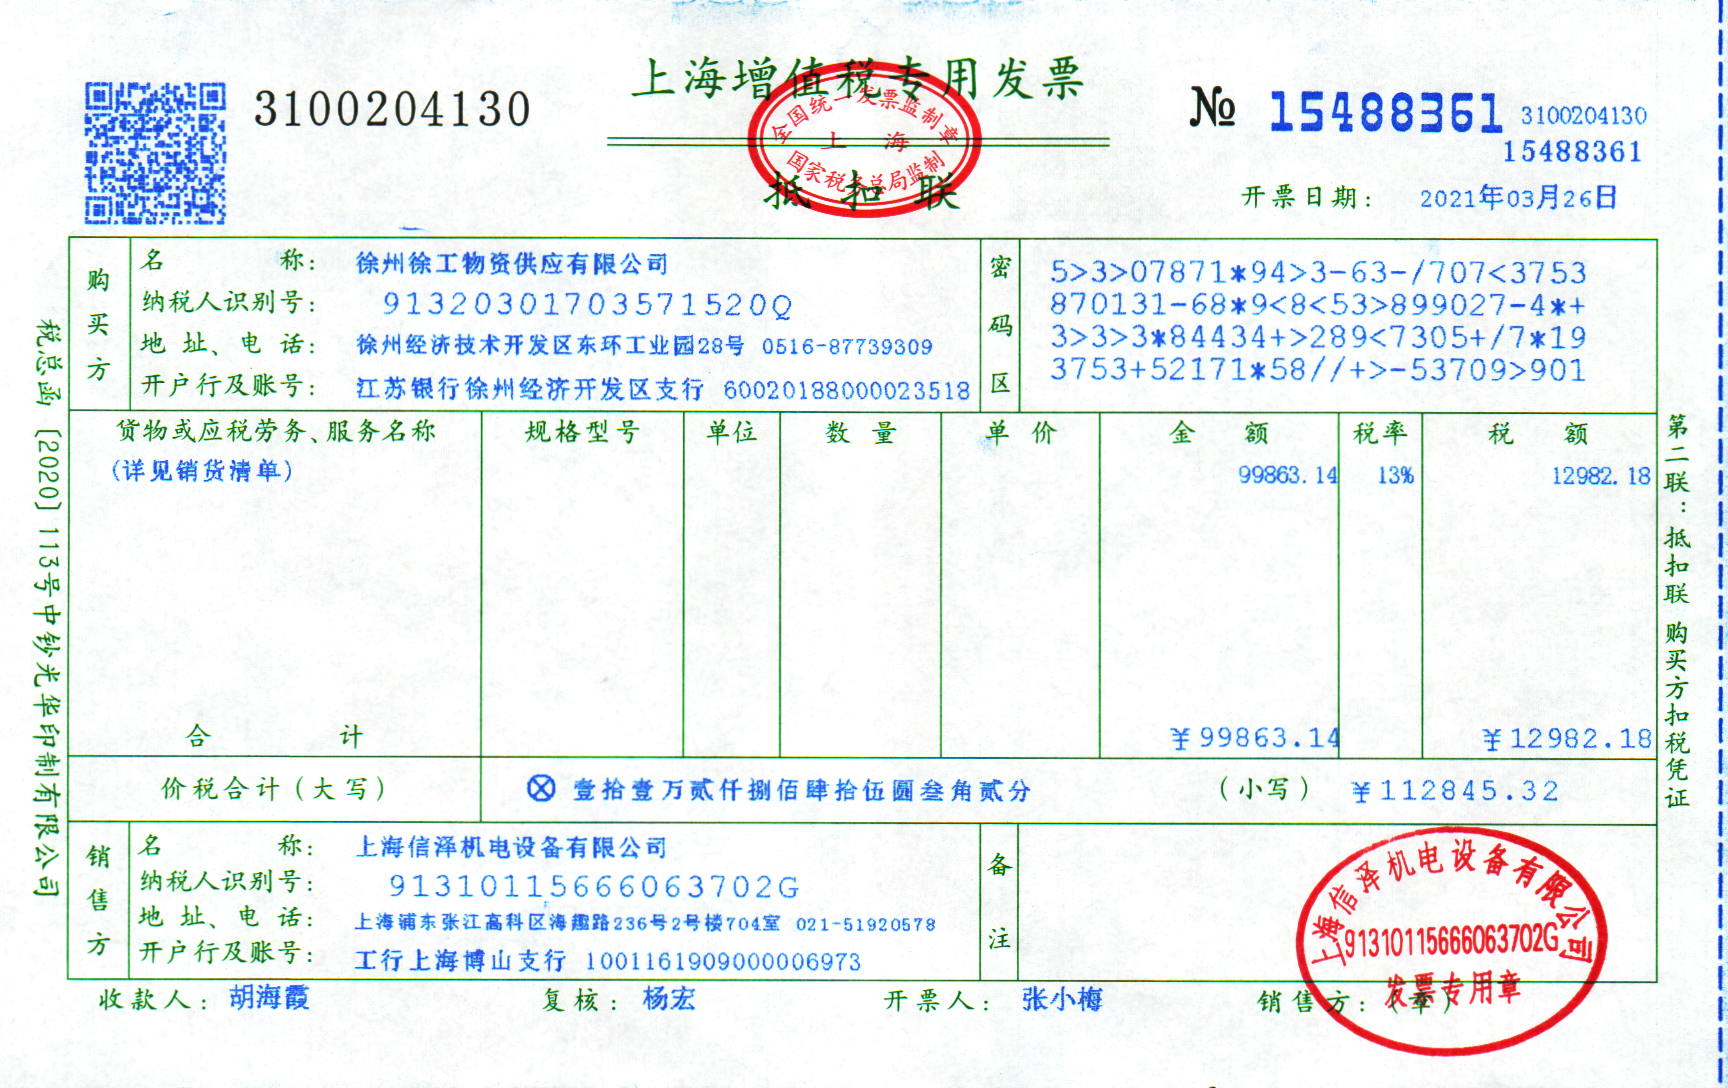 上海增值税专用发票
3100204130
№ 15488361
3100204130
15488361
全国统一发票监制章
上海
国家税务总局监制
抵扣联
开票日期： 2021年03月26日
购买方
名称： 徐州徐工物资供应有限公司
纳税人识别号： 91320301703571520Q
地址、电话： 徐州经济技术开发区东环工业园28号 0516-87739309
开户行及账号： 江苏银行徐州经济开发区支行 60020188000023518
密码区
5>3>07871*94>3-63-/707<3753
870131-68*9<8<53>899027-4*+
3>3>3*84434+>289<7305+/7*19
3753+52171*58//+>-53709>901
货物或应税劳务、服务名称 规格型号 单位 数量 单价 金额 税率 税额
(详见销货清单) 99863.14 13% 12982.18
合计 ¥99863.14 ¥12982.18
价税合计（大写） ⊗壹拾壹万贰仟捌佰肆拾伍圆叁角贰分 （小写） ¥112845.32
销售方
名称： 上海信泽机电设备有限公司
纳税人识别号： 91310115666063702G
地址、电话： 上海浦东张江高科区海趣路236号2号楼704室 021-51920578
开户行及账号： 工行上海博山支行 1001161909000006973
备注
收款人： 胡海霞 复核： 杨宏 开票人： 张小梅 销售方：（章）
上海信泽机电设备有限公司
91310115666063702G
发票专用章
税总函〔2020〕113号中钞光华印制有限公司
第二联：抵扣联 购买方扣税凭证